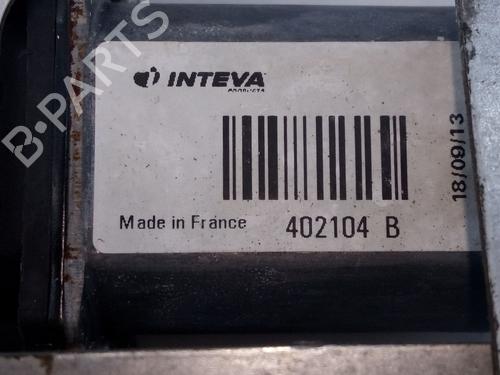 B-PARTS
INTEVA
PRODUCTS
18/09/13
Made in France
402104 B